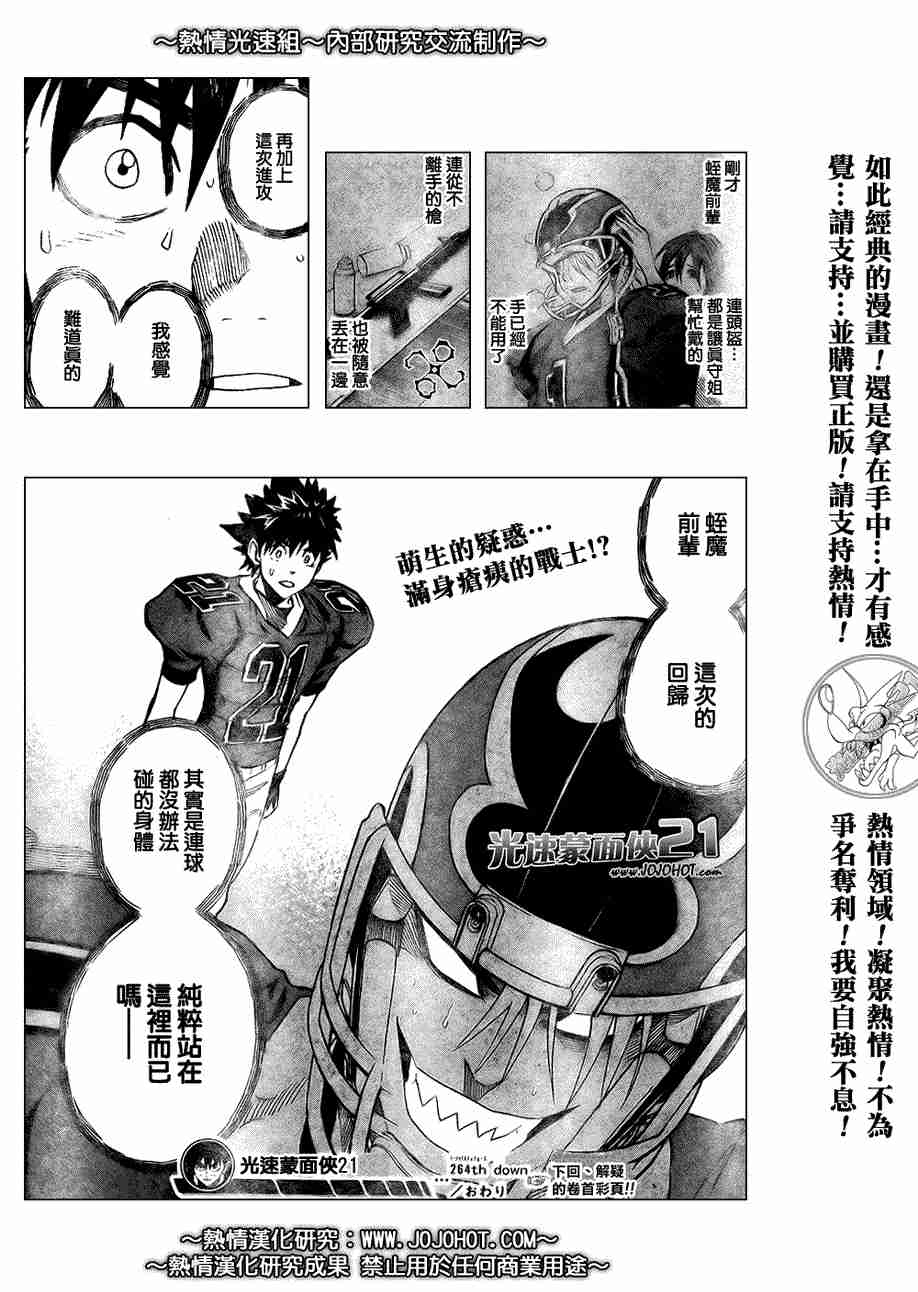 ～熱情光速組～內部研究交流制作～
剛才
蛭魔前輩
連頭盔…
都是讓眞守姐
幫忙戴的
手已經
不能用了
連從不
離手的槍
也被隨意
丟在一邊
再加上
這次進攻
我感覺
難道眞的
蛭魔
前輩
這次的
回歸
萌生的疑惑…
滿身瘡痍的戰士!?
其實是連球
都沒辦法
碰的身體
純粹站在
這裡而已
嗎——
光速蒙面俠21
www.JOJOHOT.com
光速蒙面俠21
264th down
…／おわり
下回、解疑
的卷首彩頁!!
如此經典的漫畫！還是拿在手中…才有感
覺…請支持…並購買正版！請支持熱情！
熱情領域！凝聚熱情！不為
爭名奪利！我要自強不息！
～熱情漢化研究：WWW.JOJOHOT.COM～
～熱情漢化研究成果 禁止用於任何商業用途～